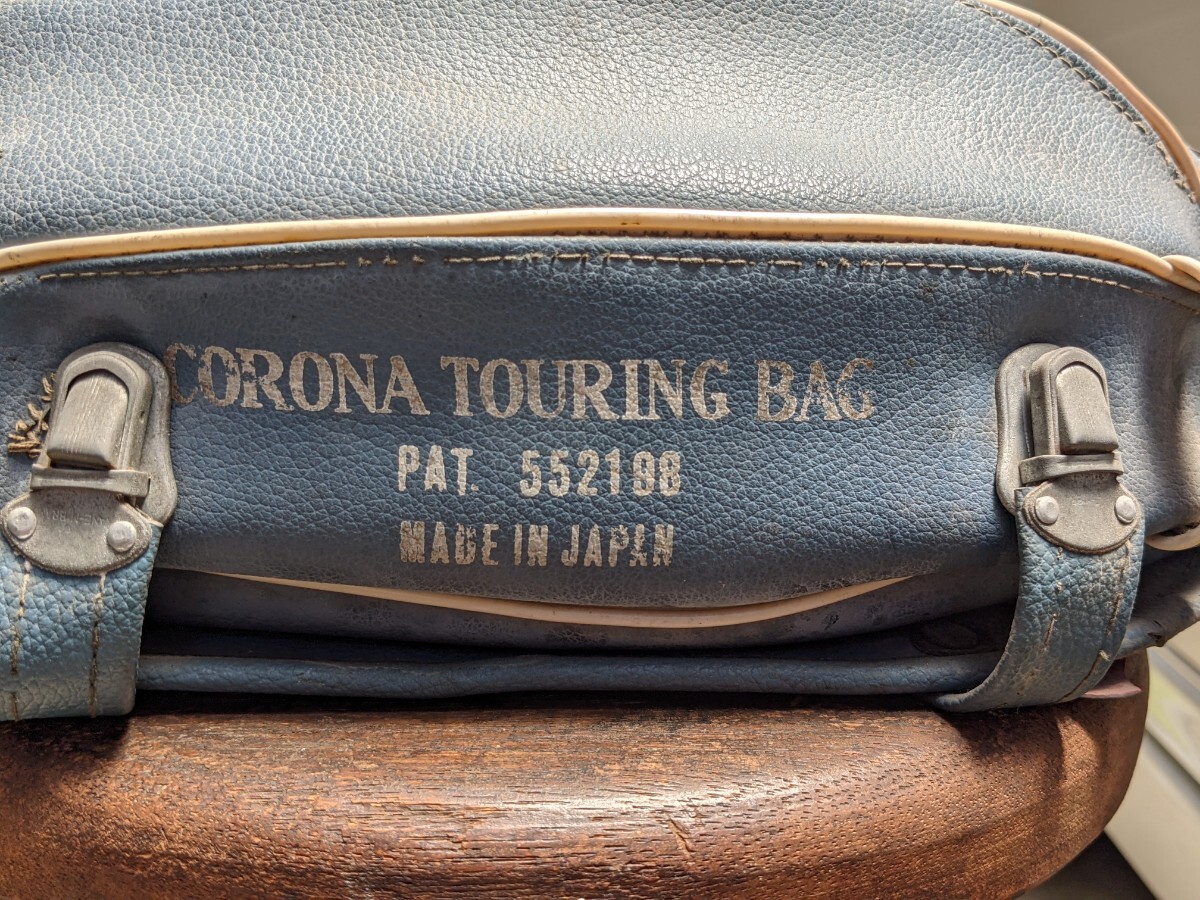 CORONA TOURING BAG
PAT. 552198
MADE IN JAPAN